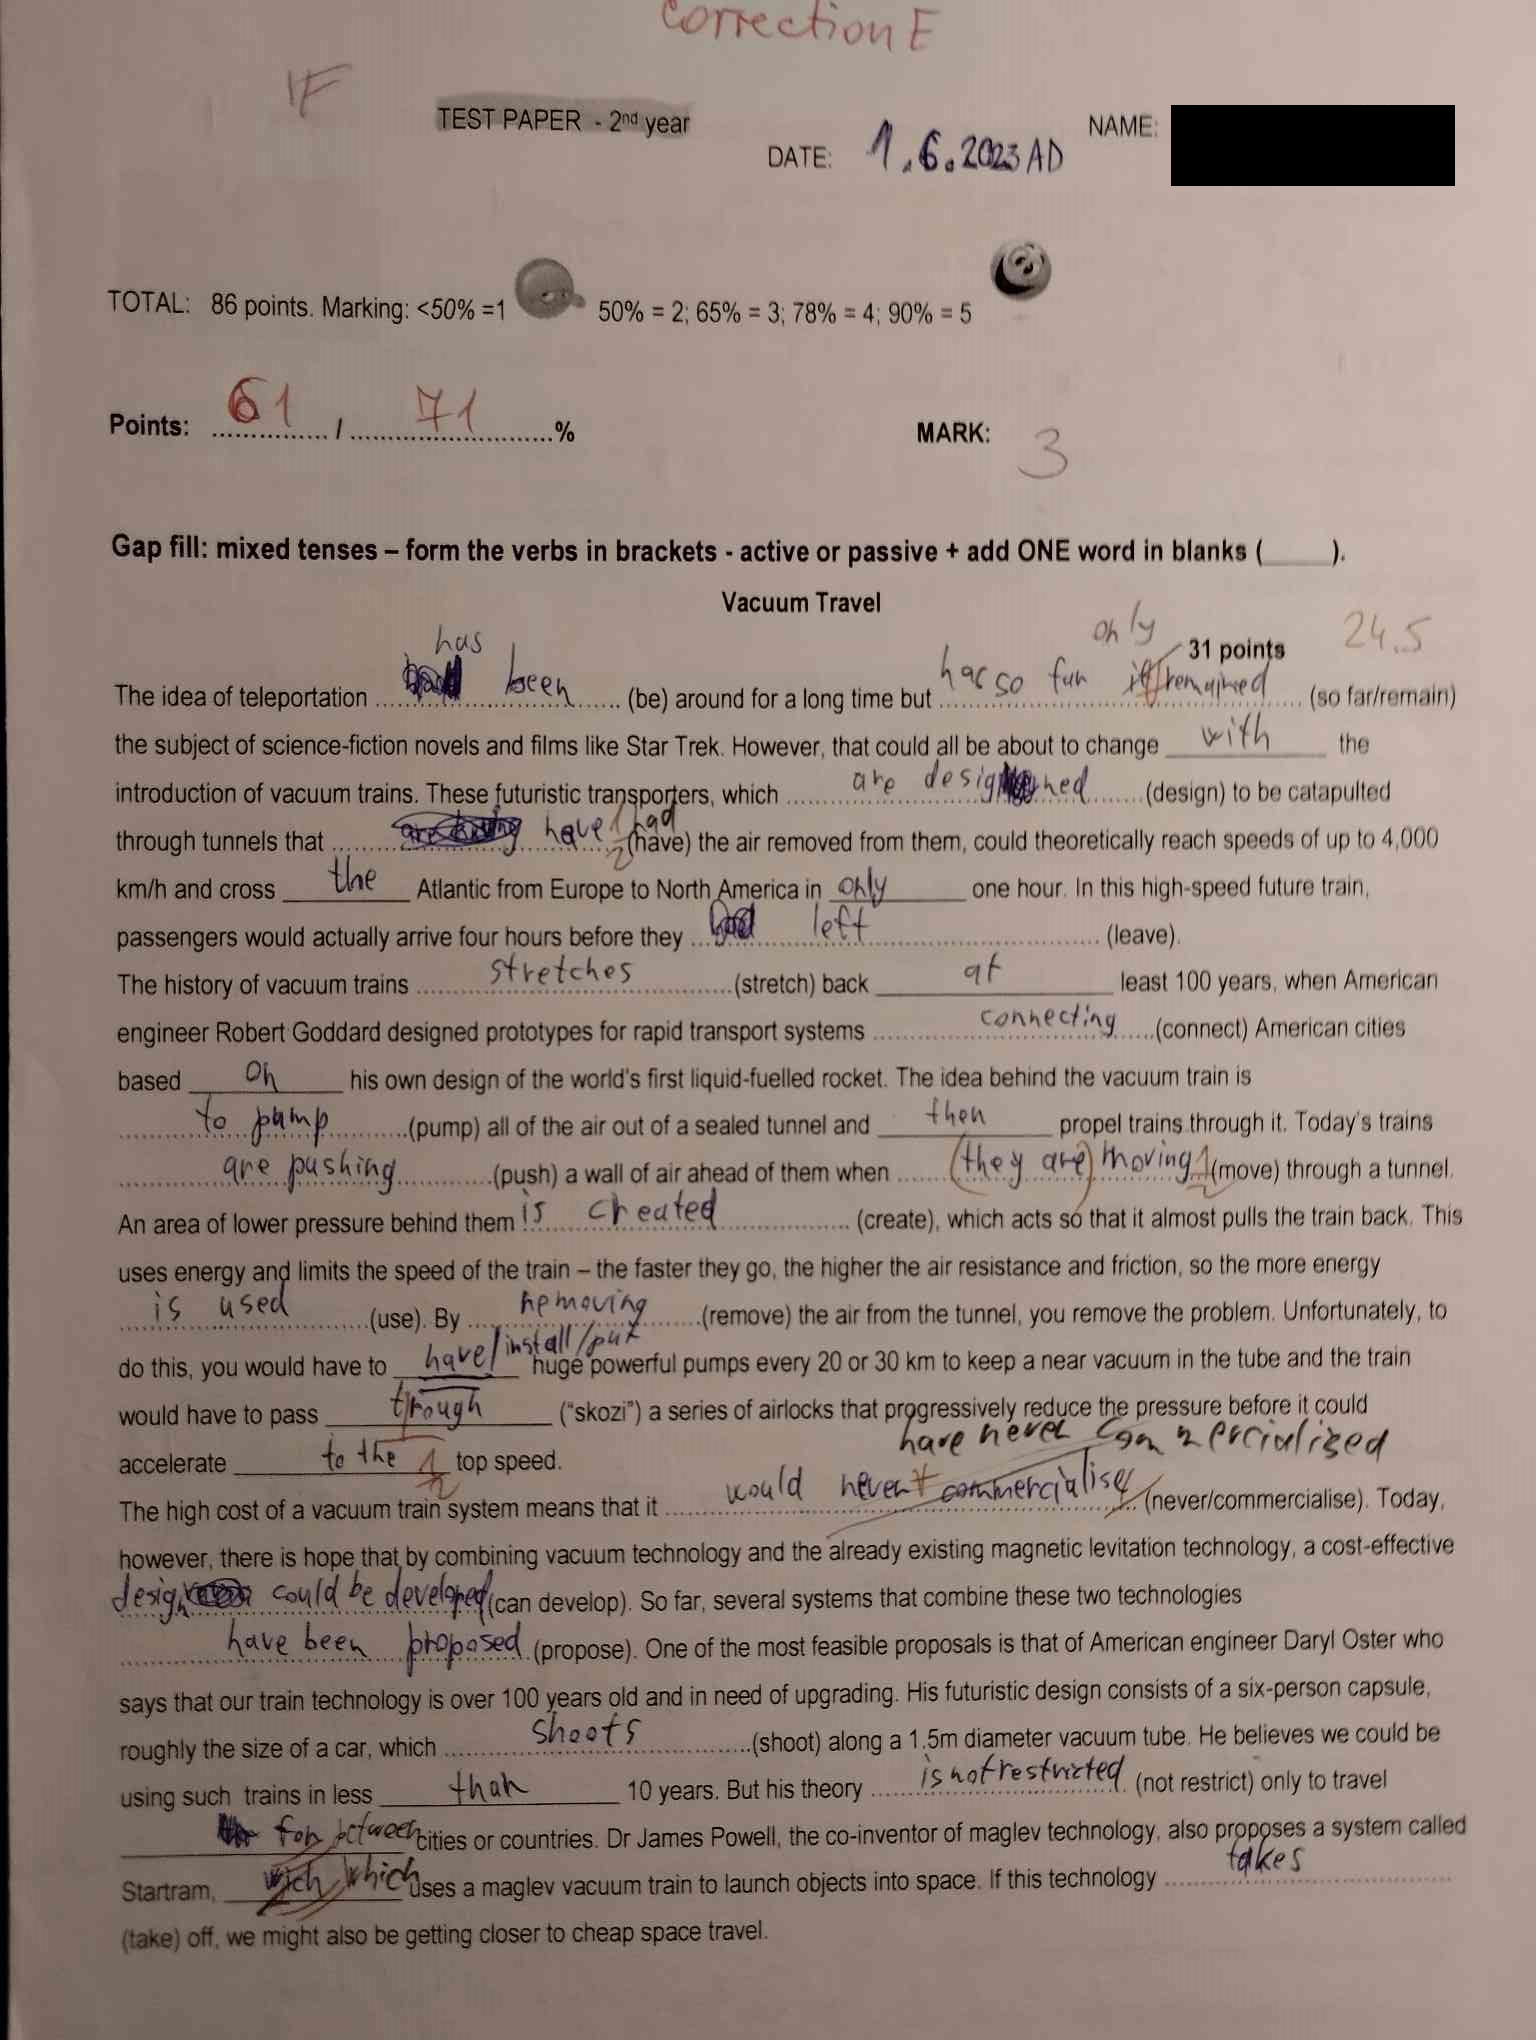 Correction E
1F
TEST PAPER - 2nd year
DATE: 1.6.2023 AD
NAME:
TOTAL: 86 points. Marking: <50% =1 50% = 2; 65% = 3; 78% = 4; 90% = 5
Points: 61 / 71 %
MARK: 3
Gap fill: mixed tenses – form the verbs in brackets - active or passive + add ONE word in blanks (____).
Vacuum Travel
31 points 24.5
The idea of teleportation has been (be) around for a long time but has so far only remained (so far/remain)
the subject of science-fiction novels and films like Star Trek. However, that could all be about to change with the
introduction of vacuum trains. These futuristic transporters, which are designed (design) to be catapulted
through tunnels that have had (have) the air removed from them, could theoretically reach speeds of up to 4,000
km/h and cross the Atlantic from Europe to North America in only one hour. In this high-speed future train,
passengers would actually arrive four hours before they left (leave).
The history of vacuum trains stretches (stretch) back at least 100 years, when American
engineer Robert Goddard designed prototypes for rapid transport systems connecting (connect) American cities
based on his own design of the world's first liquid-fuelled rocket. The idea behind the vacuum train is
to pump (pump) all of the air out of a sealed tunnel and then propel trains through it. Today's trains
are pushing (push) a wall of air ahead of them when (they are) moving (move) through a tunnel.
An area of lower pressure behind them is created (create), which acts so that it almost pulls the train back. This
uses energy and limits the speed of the train – the faster they go, the higher the air resistance and friction, so the more energy
is used (use). By removing (remove) the air from the tunnel, you remove the problem. Unfortunately, to
do this, you would have to have/install/put huge powerful pumps every 20 or 30 km to keep a near vacuum in the tube and the train
would have to pass through ("skozi") a series of airlocks that progressively reduce the pressure before it could
accelerate to the top speed.
have never commercialized
The high cost of a vacuum train system means that it would never commercialise (never/commercialise). Today,
however, there is hope that by combining vacuum technology and the already existing magnetic levitation technology, a cost-effective
design could be developed (can develop). So far, several systems that combine these two technologies
have been proposed (propose). One of the most feasible proposals is that of American engineer Daryl Oster who
says that our train technology is over 100 years old and in need of upgrading. His futuristic design consists of a six-person capsule,
roughly the size of a car, which shoots (shoot) along a 1.5m diameter vacuum tube. He believes we could be
using such trains in less than 10 years. But his theory is not restricted (not restrict) only to travel
for between cities or countries. Dr James Powell, the co-inventor of maglev technology, also proposes a system called
Startram, wich which uses a maglev vacuum train to launch objects into space. If this technology takes
(take) off, we might also be getting closer to cheap space travel.